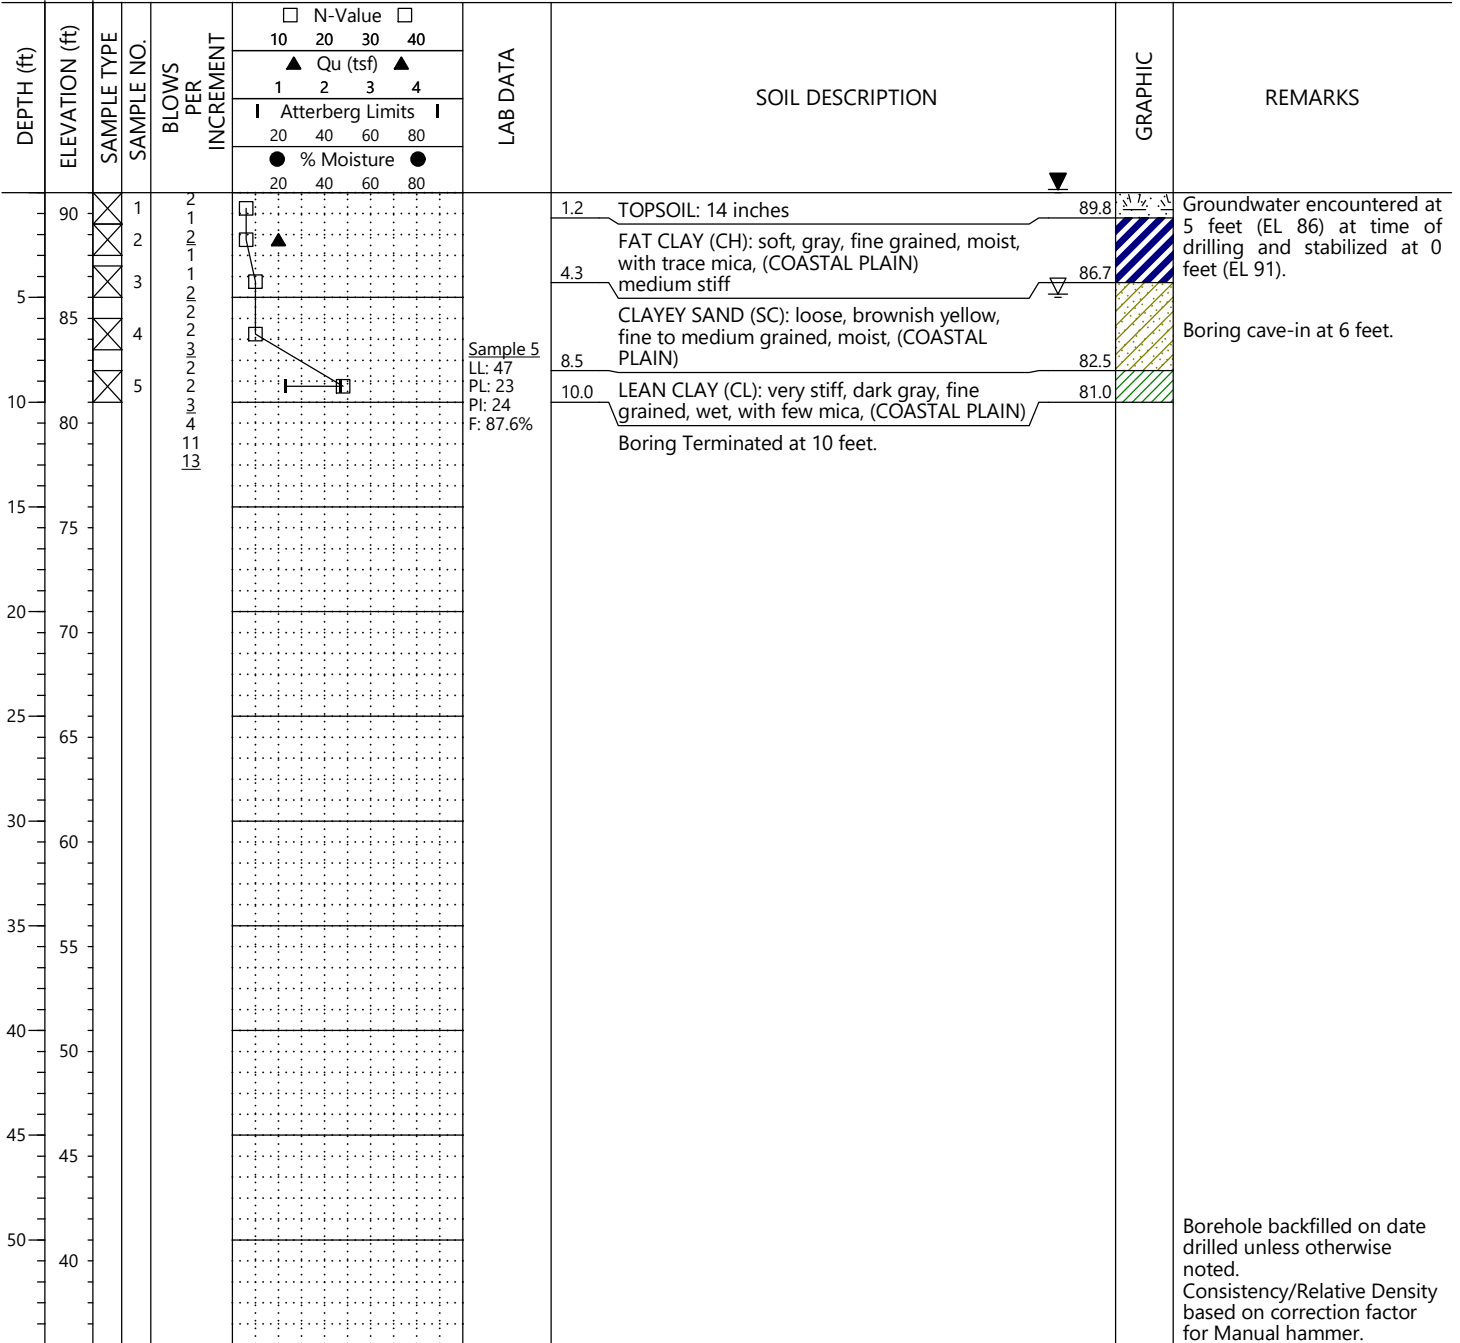 DEPTH (ft)
ELEVATION (ft)
SAMPLE TYPE
SAMPLE NO.
BLOWS
PER
INCREMENT
N-Value
10 20 30 40
Qu (tsf)
1 2 3 4
Atterberg Limits
20 40 60 80
% Moisture
20 40 60 80
LAB DATA
SOIL DESCRIPTION
GRAPHIC
REMARKS
5
10
15
20
25
30
35
40
45
50
90
85
80
75
70
65
60
55
50
45
40
1
2
3
4
5
2
1
2
1
1
2
2
2
3
2
2
3
4
11
13
Sample 5
LL: 47
PL: 23
PI: 24
F: 87.6%
1.2 TOPSOIL: 14 inches 89.8
FAT CLAY (CH): soft, gray, fine grained, moist,
with trace mica, (COASTAL PLAIN)
4.3 medium stiff 86.7
CLAYEY SAND (SC): loose, brownish yellow,
fine to medium grained, moist, (COASTAL
8.5 PLAIN) 82.5
10.0 LEAN CLAY (CL): very stiff, dark gray, fine 81.0
grained, wet, with few mica, (COASTAL PLAIN)
Boring Terminated at 10 feet.
Groundwater encountered at
5 feet (EL 86) at time of
drilling and stabilized at 0
feet (EL 91).
Boring cave-in at 6 feet.
Borehole backfilled on date
drilled unless otherwise
noted.
Consistency/Relative Density
based on correction factor
for Manual hammer.